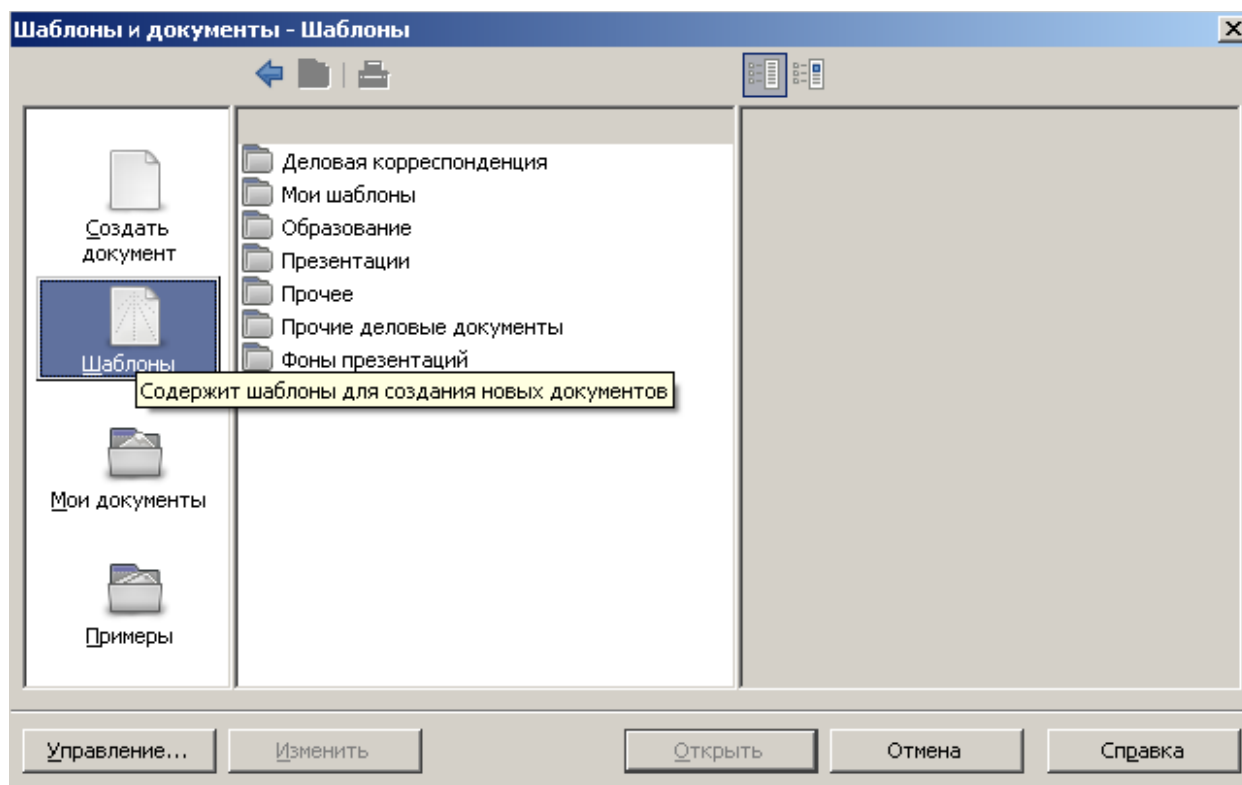 Шаблоны и документы - Шаблоны
Создать
документ
Шаблоны
Мои документы
Примеры
Деловая корреспонденция
Мои шаблоны
Образование
Презентации
Прочее
Прочие деловые документы
Фоны презентаций
Содержит шаблоны для создания новых документов
Управление...
Изменить
Открыть
Отмена
Справка